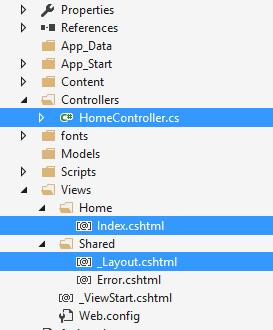 Properties
References
App_Data
App_Start
Content
Controllers
HomeController.cs
fonts
Models
Scripts
Views
Home
Index.cshtml
Shared
_Layout.cshtml
Error.cshtml
_ViewStart.cshtml
Web.config